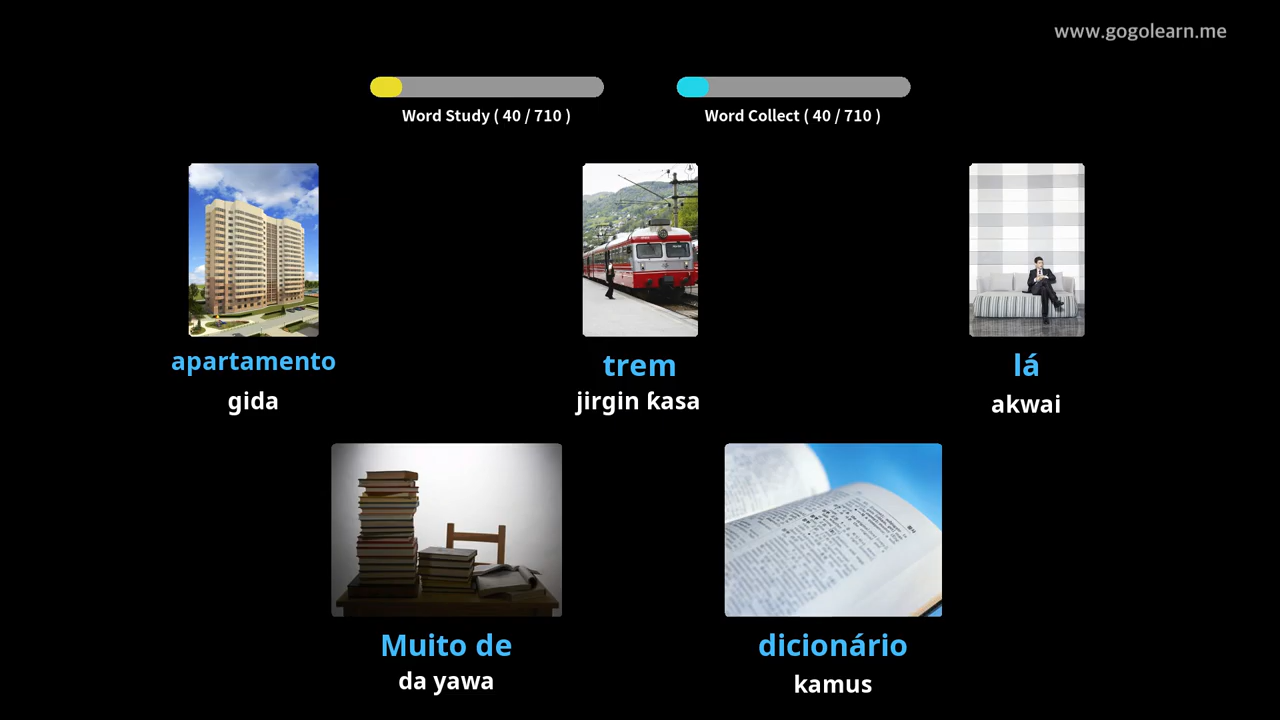 www.gogolearn.me
Word Study ( 40 / 710 )
Word Collect ( 40 / 710 )
apartamento
gida
trem
jirgin ƙasa
lá
akwai
Muito de
da yawa
dicionário
kamus